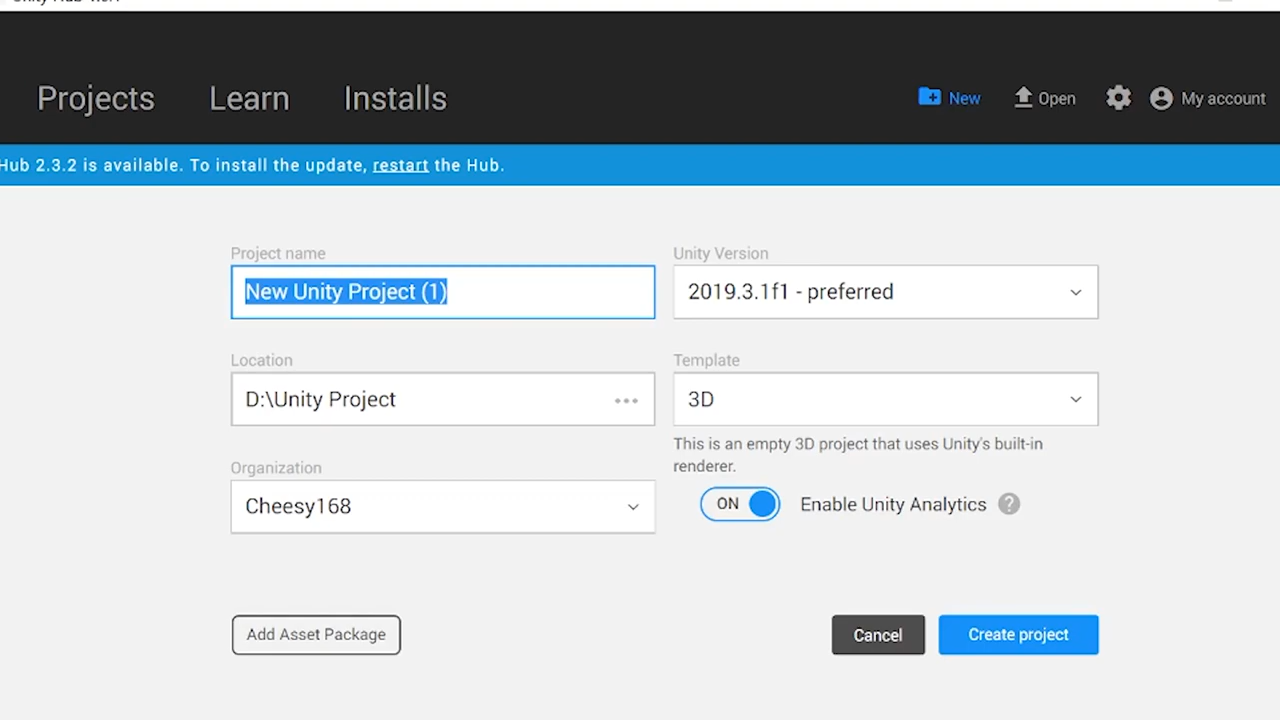 Projects
Learn
Installs
New
Open
My account
Hub 2.3.2 is available. To install the update, restart the Hub.
Project name
New Unity Project (1)
Unity Version
2019.3.1f1 - preferred
Location
D:\Unity Project
•••
Template
3D
This is an empty 3D project that uses Unity's built-in
renderer.
Organization
Cheesy168
ON
Enable Unity Analytics
?
Add Asset Package
Cancel
Create project